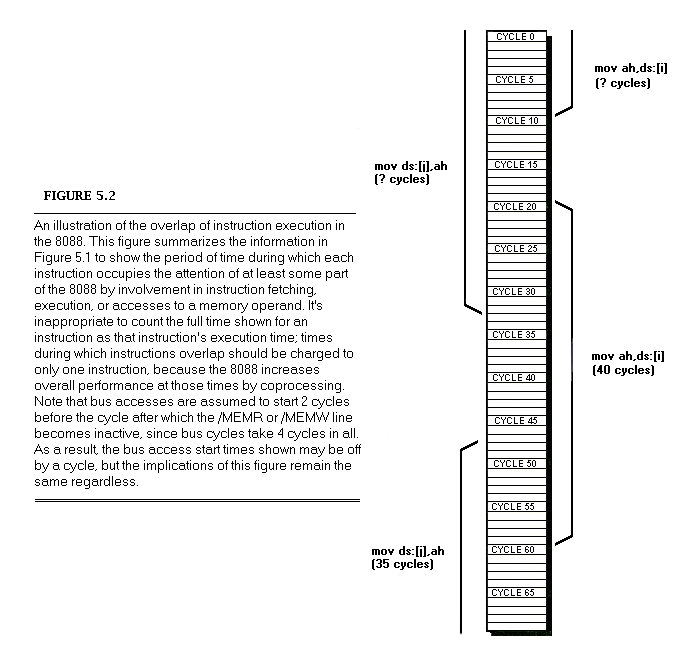 FIGURE 5.2
An illustration of the overlap of instruction execution in
the 8088. This figure summarizes the information in
Figure 5.1 to show the period of time during which each
instruction occupies the attention of at least some part
of the 8088 by involvement in instruction fetching,
execution, or accesses to a memory operand. It's
inappropriate to count the full time shown for an
instruction as that instruction's execution time; times
during which instructions overlap should be charged to
only one instruction, because the 8088 increases
overall performance at those times by coprocessing.
Note that bus accesses are assumed to start 2 cycles
before the cycle after which the /MEMR or /MEMW line
becomes inactive, since bus cycles take 4 cycles in all.
As a result, the bus access start times shown may be off
by a cycle, but the implications of this figure remain the
same regardless.
mov ds:[j],ah
(? cycles)
mov ds:[j],ah
(35 cycles)
CYCLE 0
CYCLE 5
CYCLE 10
CYCLE 15
CYCLE 20
CYCLE 25
CYCLE 30
CYCLE 35
CYCLE 40
CYCLE 45
CYCLE 50
CYCLE 55
CYCLE 60
CYCLE 65
mov ah,ds:[i]
(? cycles)
mov ah,ds:[i]
(40 cycles)